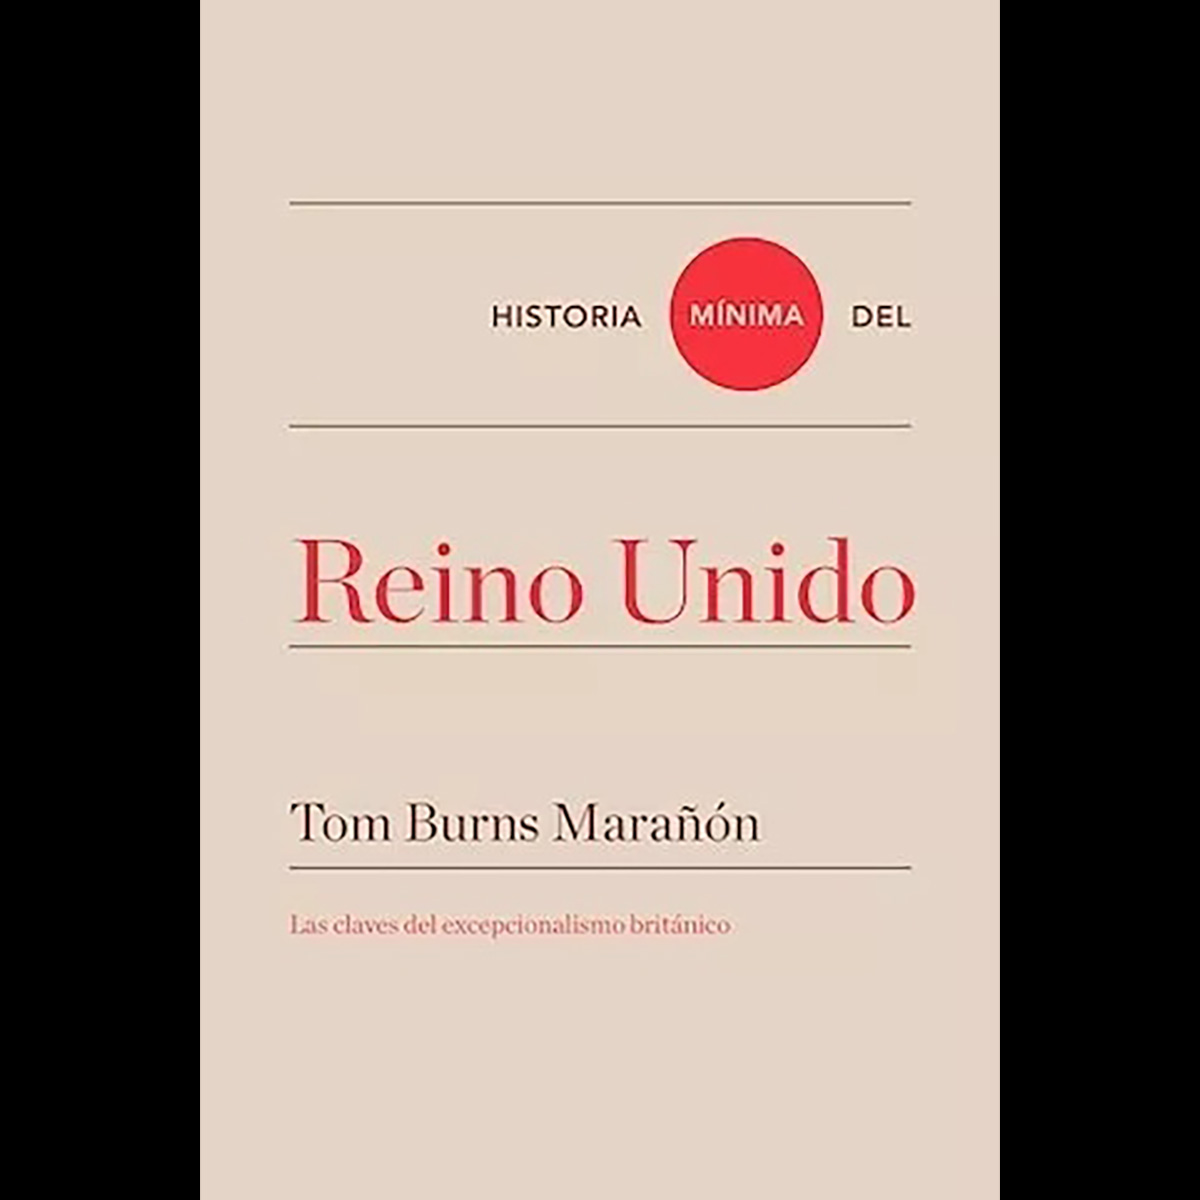 HISTORIA MÍNIMA DEL
Reino Unido
Tom Burns Marañón
Las claves del excepcionalismo británico